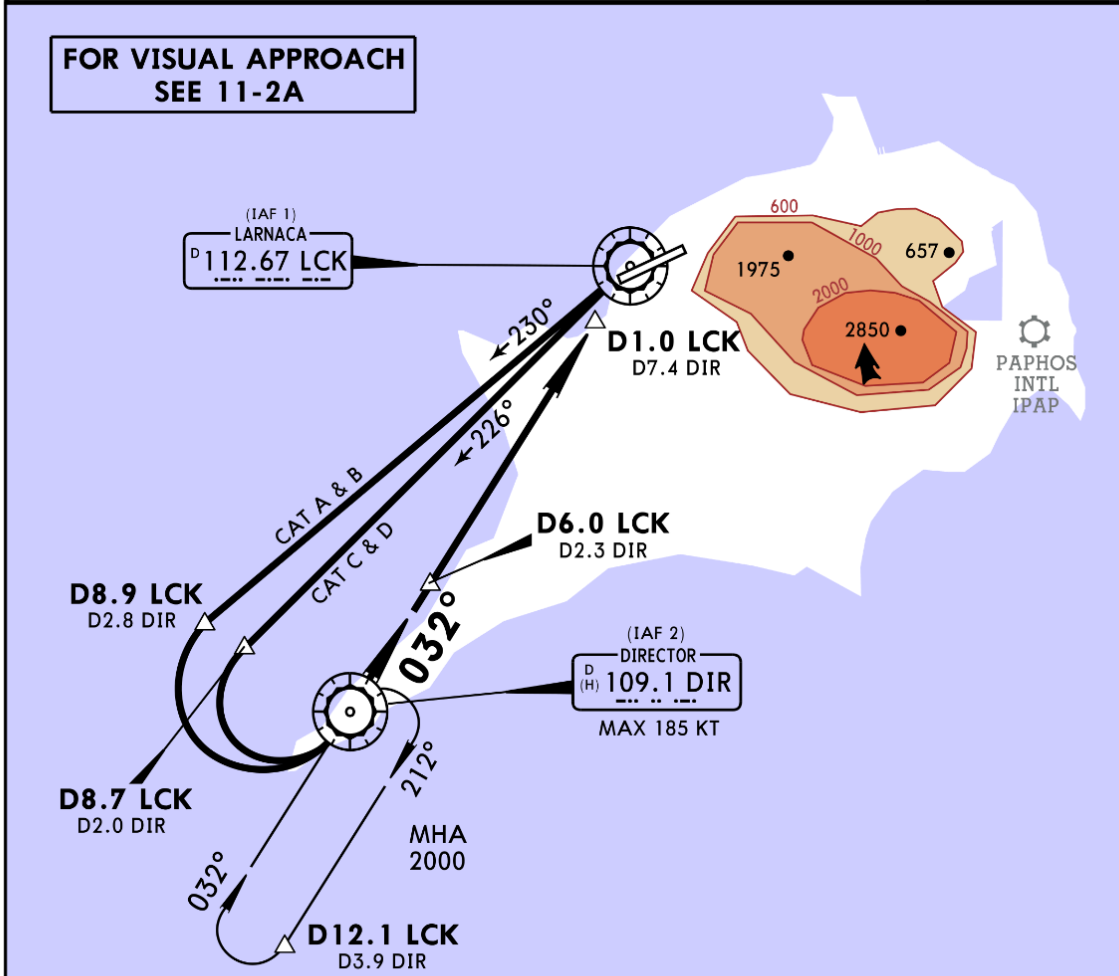 FOR VISUAL APPROACH
SEE 11-2A
(IAF 1)
LARNACA
D 112.67 LCK
600
1000
657
1975
2000
2850
PAPHOS
INTL
IPAP
D1.0 LCK
D7.4 DIR
←230°
←226°
CAT A & B
CAT C & D
D6.0 LCK
D2.3 DIR
D8.9 LCK
D2.8 DIR
032°
(IAF 2)
DIRECTOR
D
(H) 109.1 DIR
MAX 185 KT
D8.7 LCK
D2.0 DIR
212°
MHA
2000
032°
D12.1 LCK
D3.9 DIR